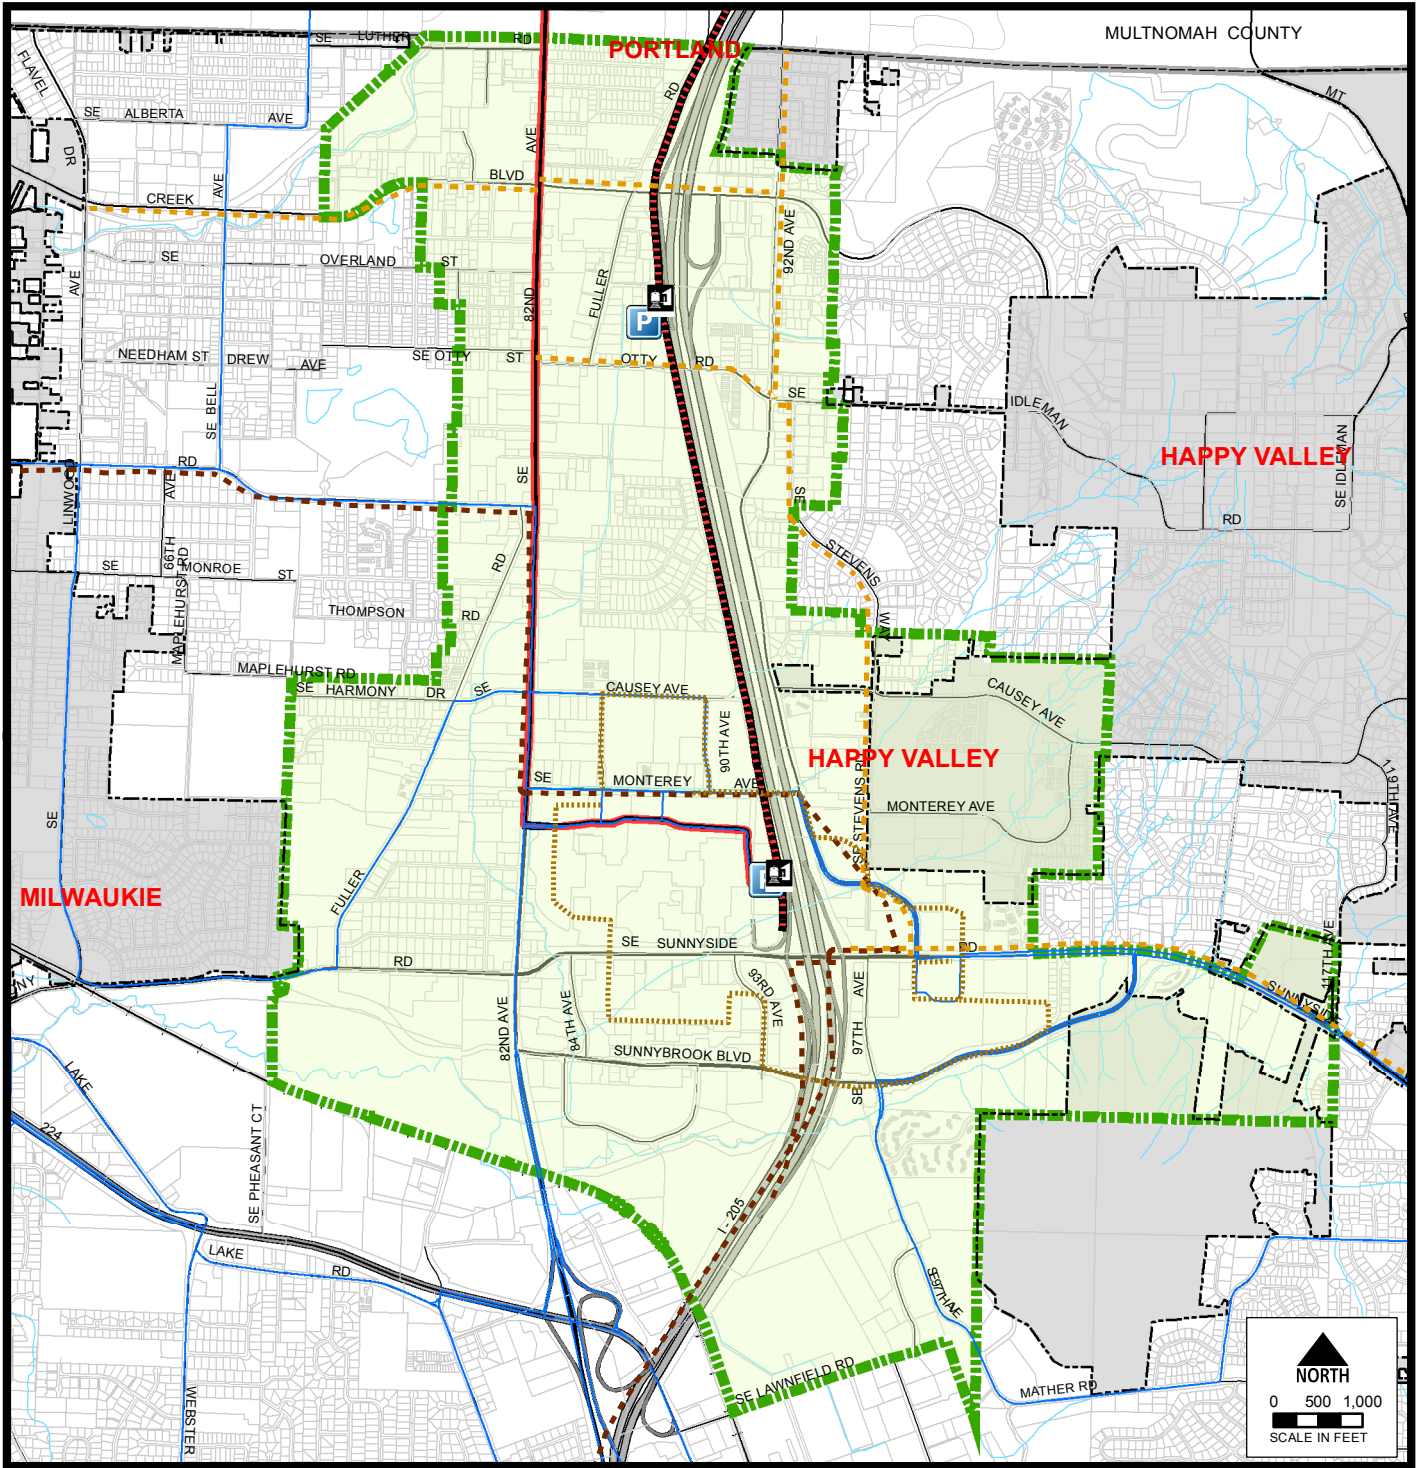 MULTNOMAH COUNTY
SE LUTHER RD
PORTLAND
FLAVEL
DR
SE ALBERTA AVE
RD
AVE
MT
CREEK
BLVD
AVE
92ND AVE
SE OVERLAND ST
AVE
82ND
FULLER
P
NEEDHAM ST
DREW
AVE
SE OTTY ST
OTTY RD
SE
SE BELL
IDLEMAN
HAPPY VALLEY
SE IDLEMAN
RD
RD
LINWOOD
AVE
SE
SE
RD
66TH
SE MONROE ST
MAPLEHURST RD
THOMPSON
RD
STEVENS
WAY
MAPLEHURST RD
SE HARMONY DR
SE
CAUSEY AVE
CAUSEY AVE
90TH AVE
HAPPY VALLEY
SE MONTEREY AVE
SE STEVENS RD
MONTEREY AVE
119TH AVE
SE
FULLER
MILWAUKIE
SE SUNNYSIDE
RD
RD
93RD AVE
AVE
117TH AVE
SUNNYSIDE
NY
82ND AVE
84TH AVE
SUNNYBROOK BLVD
97TH
SE
LAKE
224
SE PHEASANT CT
I - 205
LAKE RD
SE 97TH AVE
SE LAWNFIELD RD
MATHER RD
WEBSTER
NORTH
0 500 1,000
SCALE IN FEET